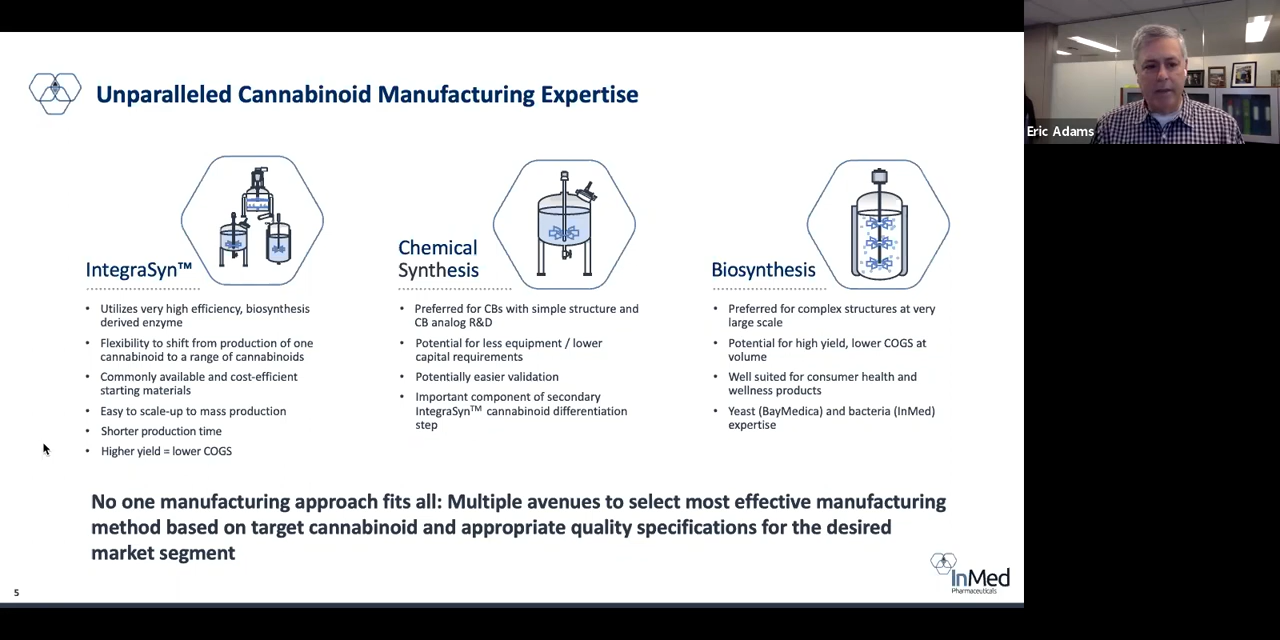 Unparalleled Cannabinoid Manufacturing Expertise
Eric Adams
IntegraSyn™
• Utilizes very high efficiency, biosynthesis
derived enzyme
• Flexibility to shift from production of one
cannabinoid to a range of cannabinoids
• Commonly available and cost-efficient
starting materials
• Easy to scale-up to mass production
• Shorter production time
• Higher yield = lower COGS
Chemical
Synthesis
• Preferred for CBs with simple structure and
CB analog R&D
• Potential for less equipment / lower
capital requirements
• Potentially easier validation
• Important component of secondary
IntegraSyn™ cannabinoid differentiation
step
Biosynthesis
• Preferred for complex structures at very
large scale
• Potential for high yield, lower COGS at
volume
• Well suited for consumer health and
wellness products
• Yeast (BayMedica) and bacteria (InMed)
expertise
No one manufacturing approach fits all: Multiple avenues to select most effective manufacturing
method based on target cannabinoid and appropriate quality specifications for the desired
market segment
InMed
Pharmaceuticals
5